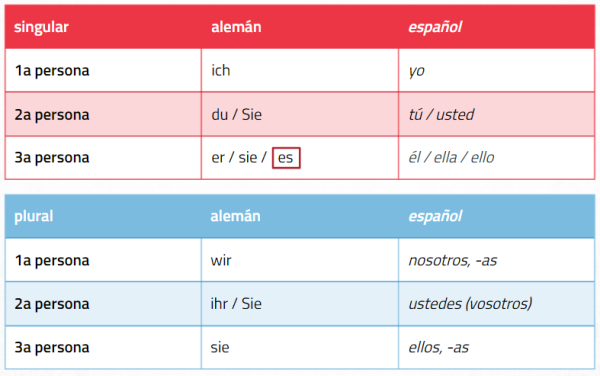 singular alemán español
1a persona ich yo
2a persona du / Sie tú / usted
3a persona er / sie / es él / ella / ello
plural alemán español
1a persona wir nosotros, -as
2a persona ihr / Sie ustedes (vosotros)
3a persona sie ellos, -as